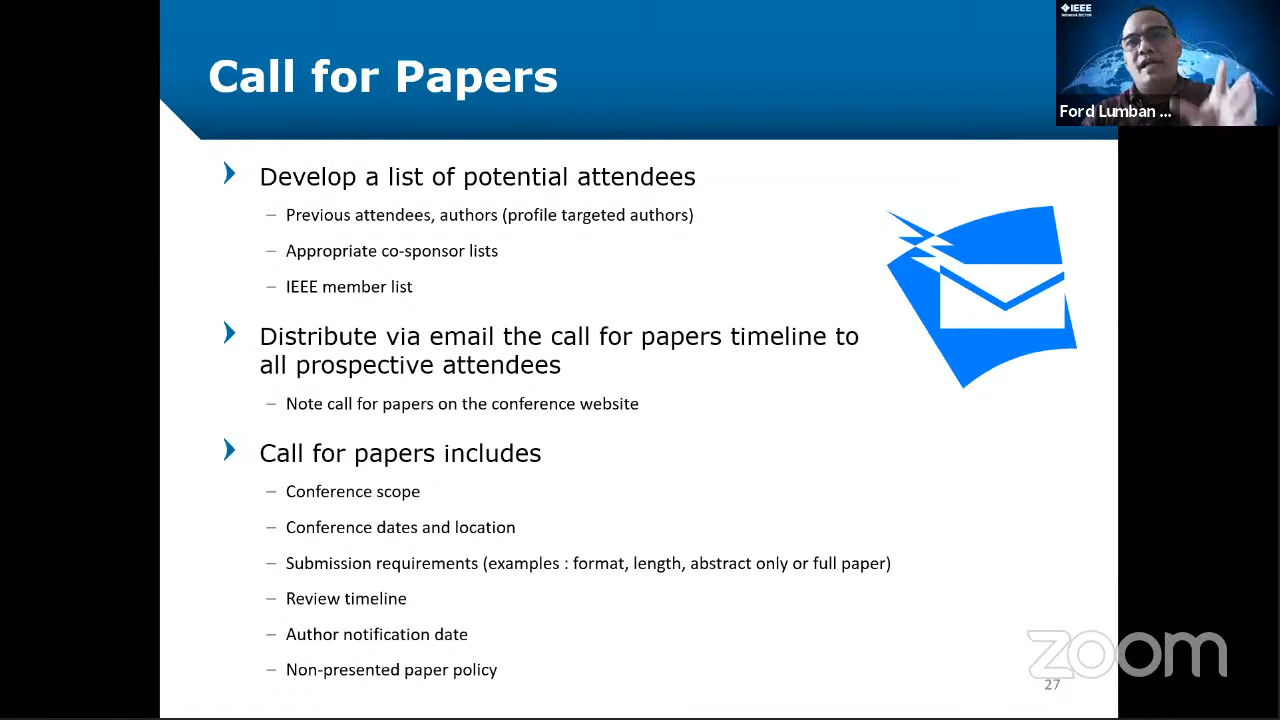 Call for Papers
IEEE
Ford Lumban ...
Develop a list of potential attendees
– Previous attendees, authors (profile targeted authors)
– Appropriate co-sponsor lists
– IEEE member list
Distribute via email the call for papers timeline to
all prospective attendees
– Note call for papers on the conference website
Call for papers includes
– Conference scope
– Conference dates and location
– Submission requirements (examples : format, length, abstract only or full paper)
– Review timeline
– Author notification date
– Non-presented paper policy
zoom
27